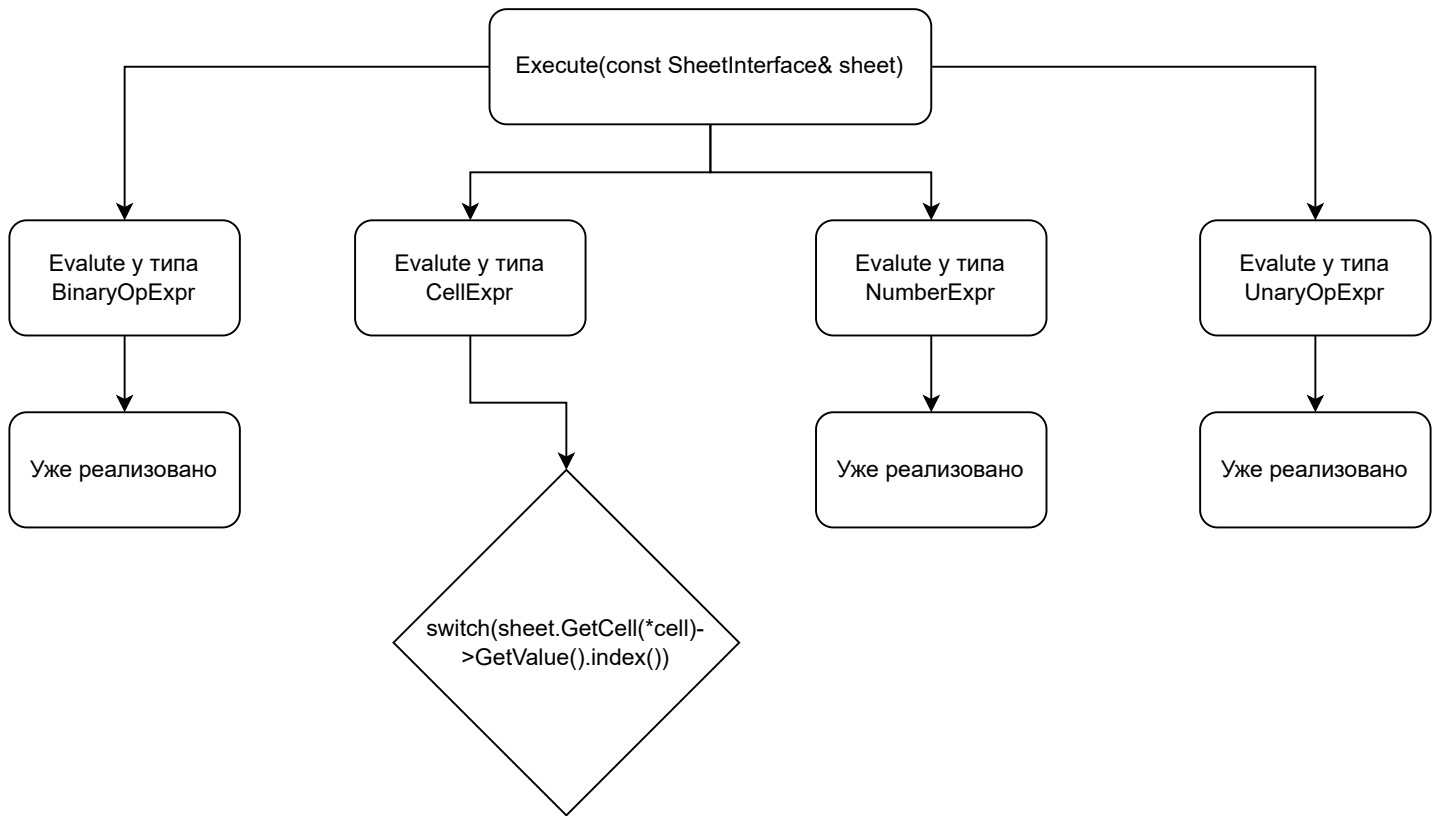 Execute(const SheetInterface& sheet)
Evalute у типа
BinaryOpExpr
Evalute у типа
CellExpr
Evalute у типа
NumberExpr
Evalute у типа
UnaryOpExpr
Уже реализовано
Уже реализовано
Уже реализовано
switch(sheet.GetCell(*cell)-
>GetValue().index())